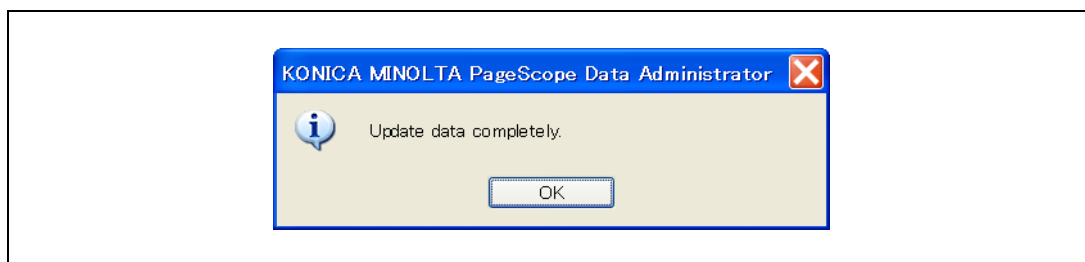 KONICA MINOLTA PageScope Data Administrator
Update data completely.
OK